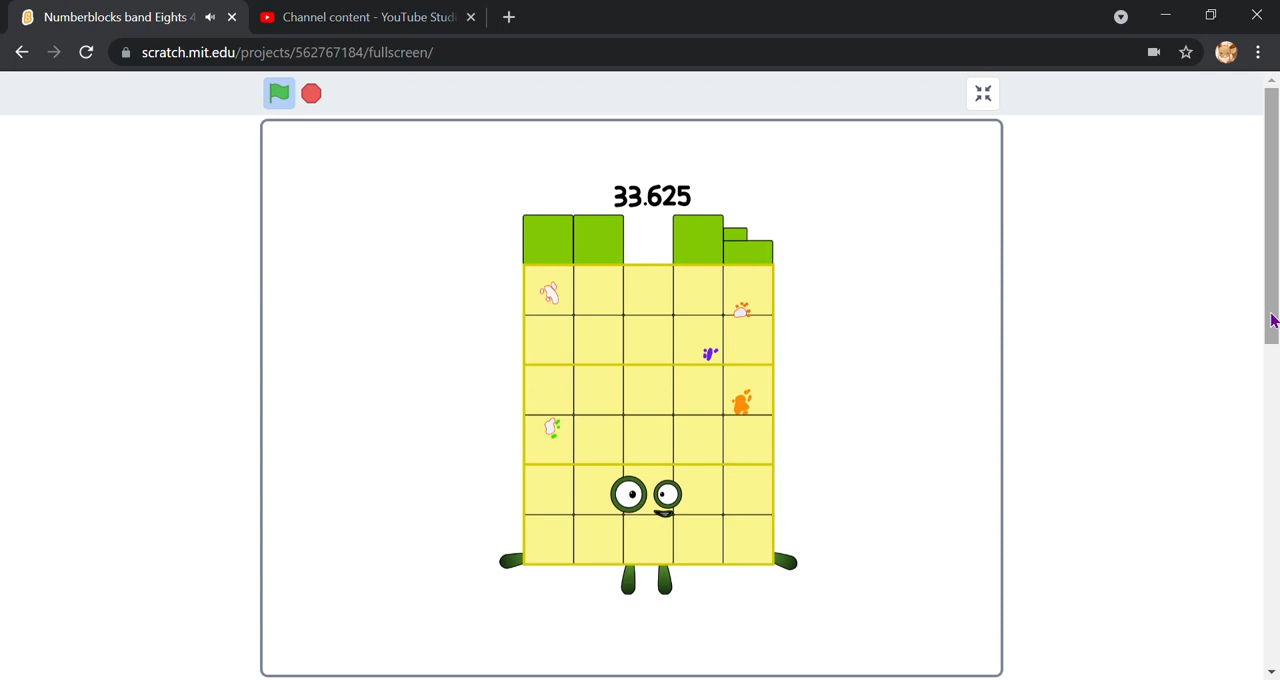 Numberblocks band Eights 4
Channel content - YouTube Studi
scratch.mit.edu/projects/562767184/fullscreen/
33.625